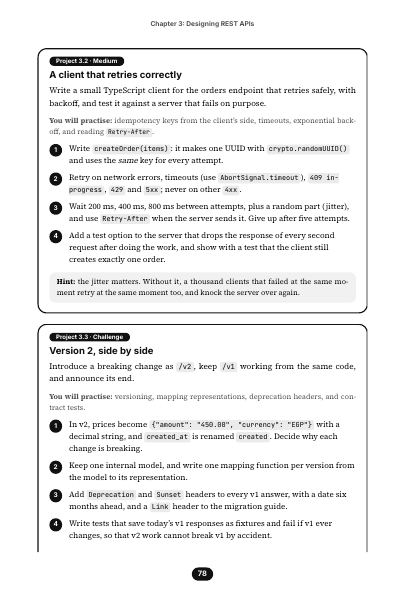 Chapter 3: Designing REST APIs
Project 3.2 · Medium
A client that retries correctly
Write a small TypeScript client for the orders endpoint that retries safely, with
backoff, and test it against a server that fails on purpose.
You will practise: idempotency keys from the client's side, timeouts, exponential back-
off, and reading Retry-After.
1 Write createOrder(items): it makes one UUID with crypto.randomUUID()
and uses the same key for every attempt.
2 Retry on network errors, timeouts (use AbortSignal.timeout), 409 in-
progress, 429 and 5xx; never on other 4xx.
3 Wait 200 ms, 400 ms, 800 ms between attempts, plus a random part (jitter),
and use Retry-After when the server sends it. Give up after five attempts.
4 Add a test option to the server that drops the response of every second
request after doing the work, and show with a test that the client still
creates exactly one order.
Hint: the jitter matters. Without it, a thousand clients that failed at the same mo-
ment retry at the same moment too, and knock the server over again.
Project 3.3 · Challenge
Version 2, side by side
Introduce a breaking change as /v2, keep /v1 working from the same code,
and announce its end.
You will practise: versioning, mapping representations, deprecation headers, and con-
tract tests.
1 In v2, prices become {"amount": "450.00", "currency": "EGP"} with a
decimal string, and created_at is renamed created. Decide why each
change is breaking.
2 Keep one internal model, and write one mapping function per version from
the model to its representation.
3 Add Deprecation and Sunset headers to every v1 answer, with a date six
months ahead, and a Link header to the migration guide.
4 Write tests that save today's v1 responses as fixtures and fail if v1 ever
changes, so that v2 work cannot break v1 by accident.
78